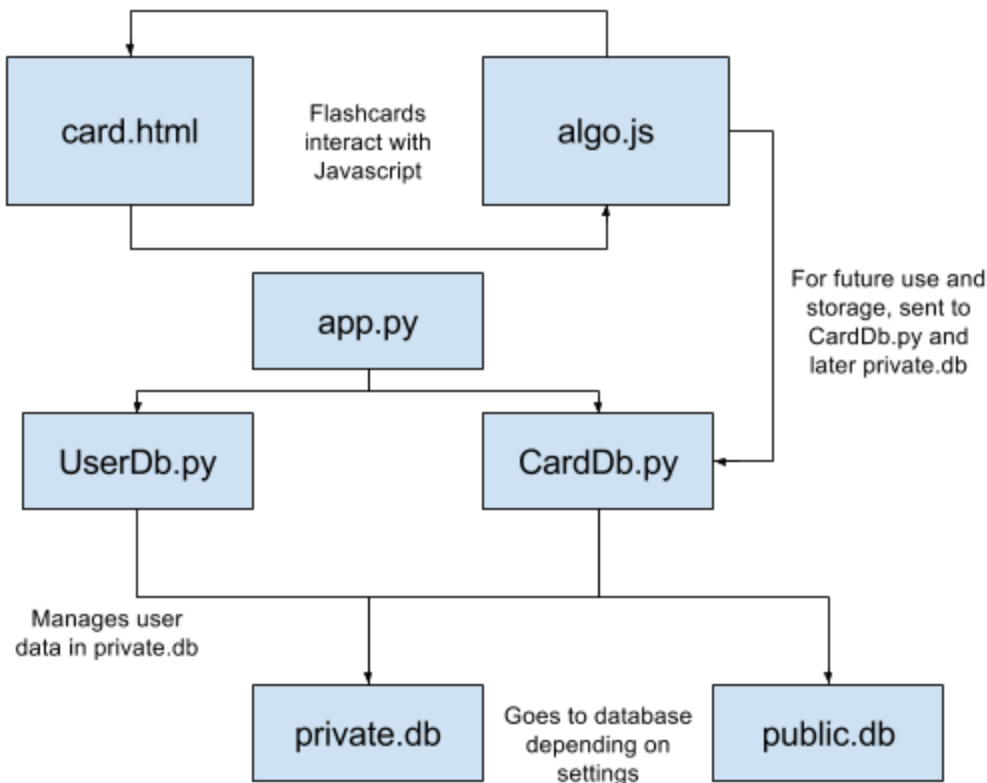 card.html
Flashcards
interact with
Javascript
algo.js
For future use and
storage, sent to
CardDb.py and
later private.db
app.py
UserDb.py
CardDb.py
Manages user
data in private.db
private.db
Goes to database
depending on
settings
public.db